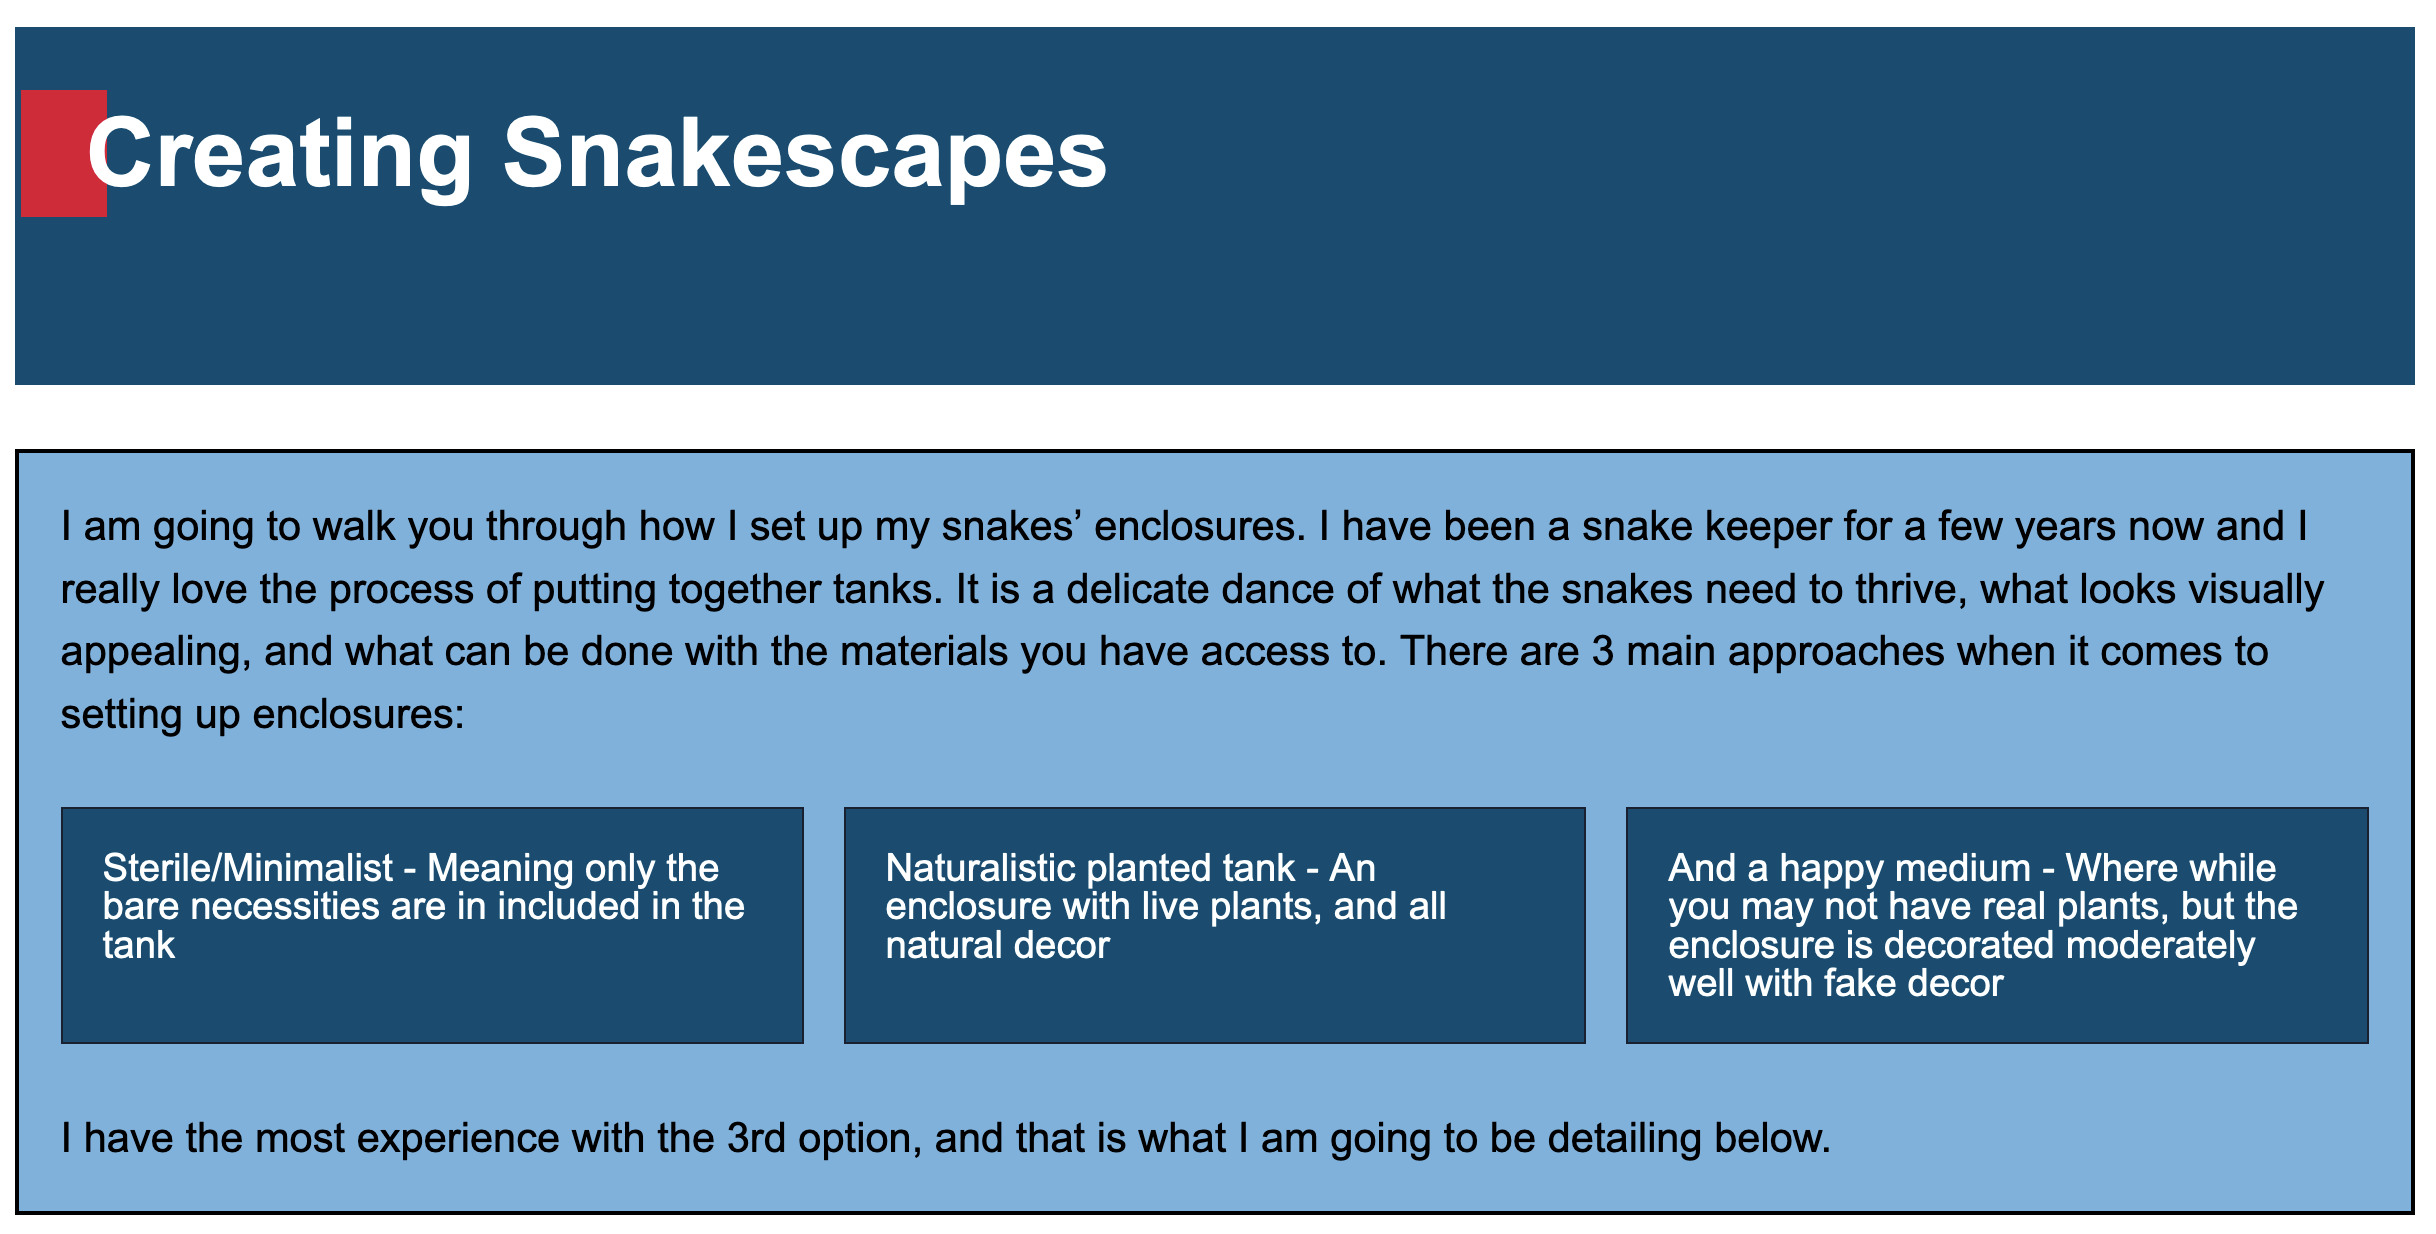 Creating Snakescapes
I am going to walk you through how I set up my snakes’ enclosures. I have been a snake keeper for a few years now and I
really love the process of putting together tanks. It is a delicate dance of what the snakes need to thrive, what looks visually
appealing, and what can be done with the materials you have access to. There are 3 main approaches when it comes to
setting up enclosures:
Sterile/Minimalist - Meaning only the
bare necessities are in included in the
tank
Naturalistic planted tank - An
enclosure with live plants, and all
natural decor
And a happy medium - Where while
you may not have real plants, but the
enclosure is decorated moderately
well with fake decor
I have the most experience with the 3rd option, and that is what I am going to be detailing below.